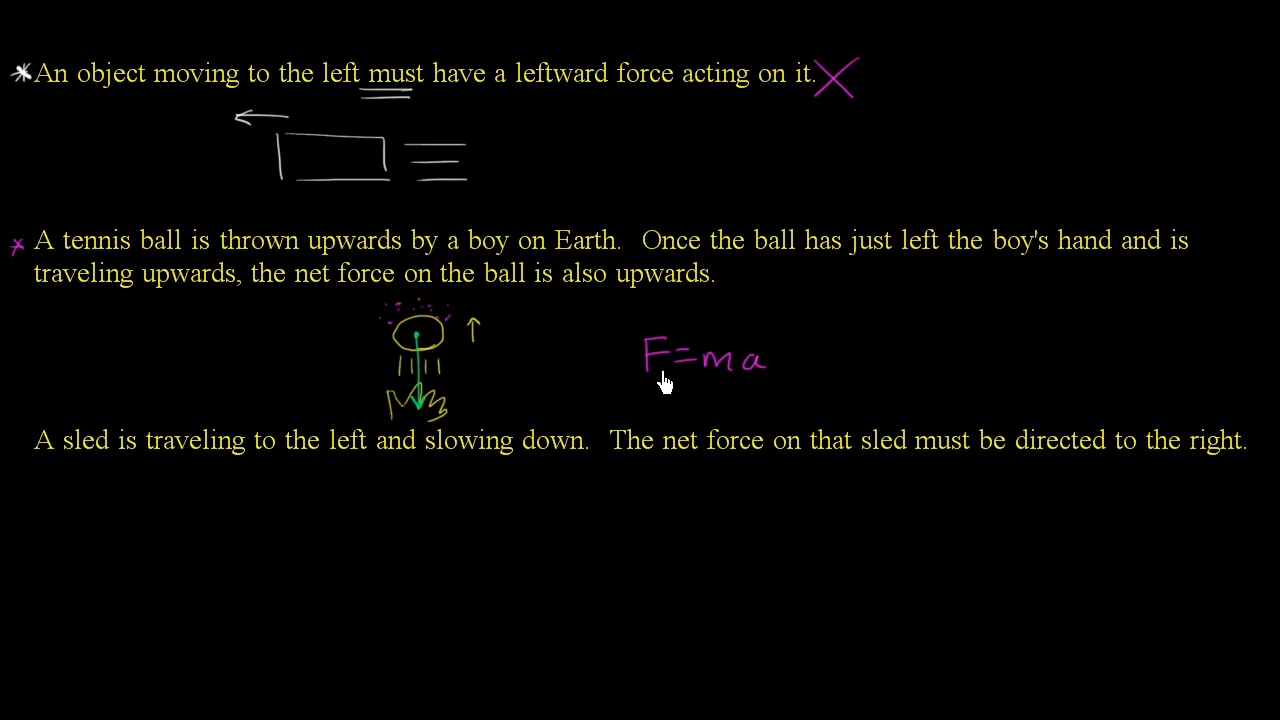 An object moving to the left must have a leftward force acting on it.
A tennis ball is thrown upwards by a boy on Earth. Once the ball has just left the boy's hand and is
traveling upwards, the net force on the ball is also upwards.
F=ma
A sled is traveling to the left and slowing down. The net force on that sled must be directed to the right.